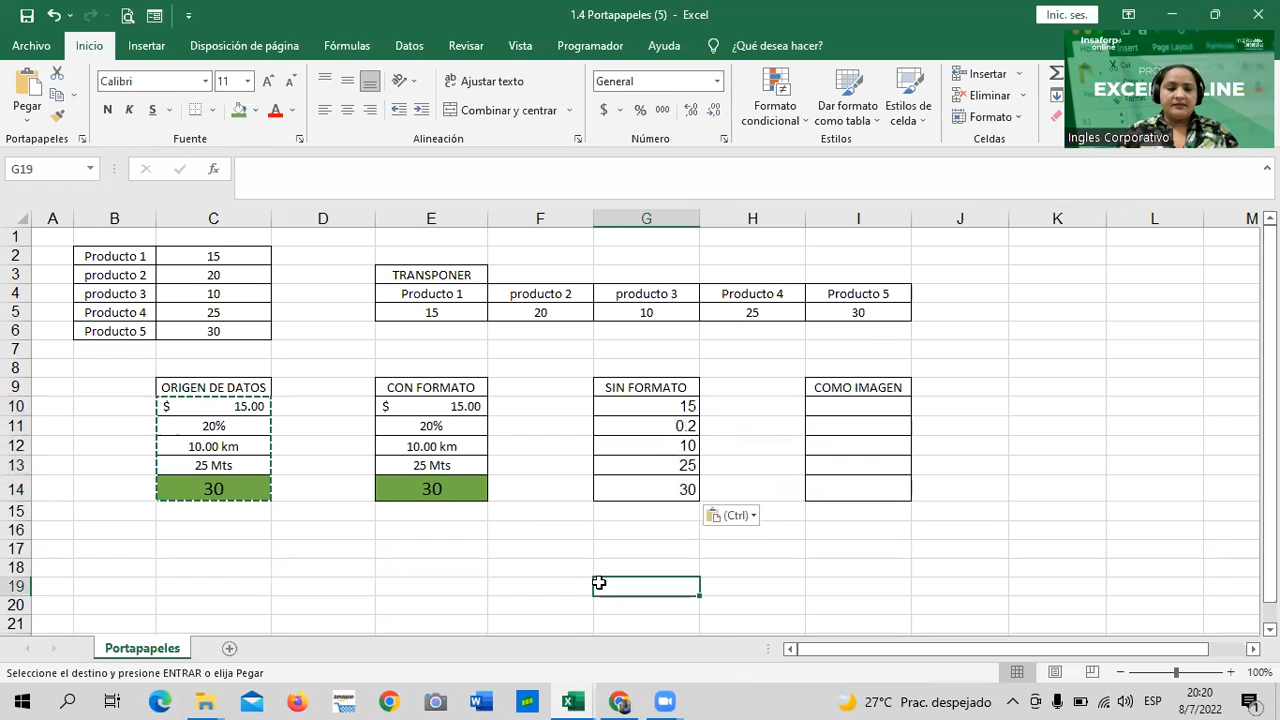 1.4 Portapapeles (5) - Excel
Inic. ses.
Archivo Inicio Insertar Disposición de página Fórmulas Datos Revisar Vista Programador Ayuda ¿Qué desea hacer?
Pegar
Portapapeles
Calibri 11
N K S
Fuente
Ajustar texto
Combinar y centrar
Alineación
General
$ % 000
Número
Formato condicional
Dar formato como tabla
Estilos de celda
Estilos
Insertar
Eliminar
Formato
Celdas
Insaforp online
EXCEL LINE
Ingles Corporativo
G19
fx
A B C D E F G H I J K L M
1
2 Producto 1 15
3 producto 2 20 TRANSPONER
4 producto 3 10 Producto 1 producto 2 producto 3 Producto 4 Producto 5
5 Producto 4 25 15 20 10 25 30
6 Producto 5 30
7
8
9 ORIGEN DE DATOS CON FORMATO SIN FORMATO COMO IMAGEN
10 $ 15.00 $ 15.00 15
11 20% 20% 0.2
12 10.00 km 10.00 km 10
13 25 Mts 25 Mts 25
14 30 30 30
15 (Ctrl)
16
17
18
19
20
21
Portapapeles
Seleccione el destino y presione ENTRAR o elija Pegar
100%
27°C Prac. despejado
ESP
20:20
8/7/2022